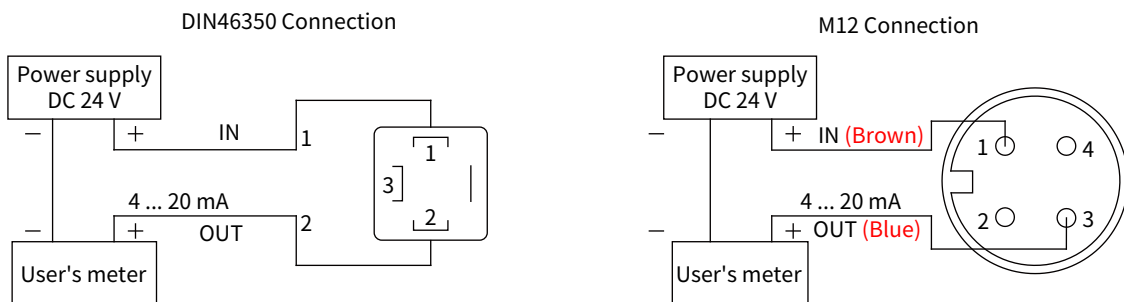 DIN46350 Connection
Power supply
DC 24 V
— + IN 1
1
3
2
4 ... 20 mA
— + OUT 2
User's meter
M12 Connection
Power supply
DC 24 V
— + IN (Brown)
1 4
2 3
4 ... 20 mA
— + OUT (Blue)
User's meter